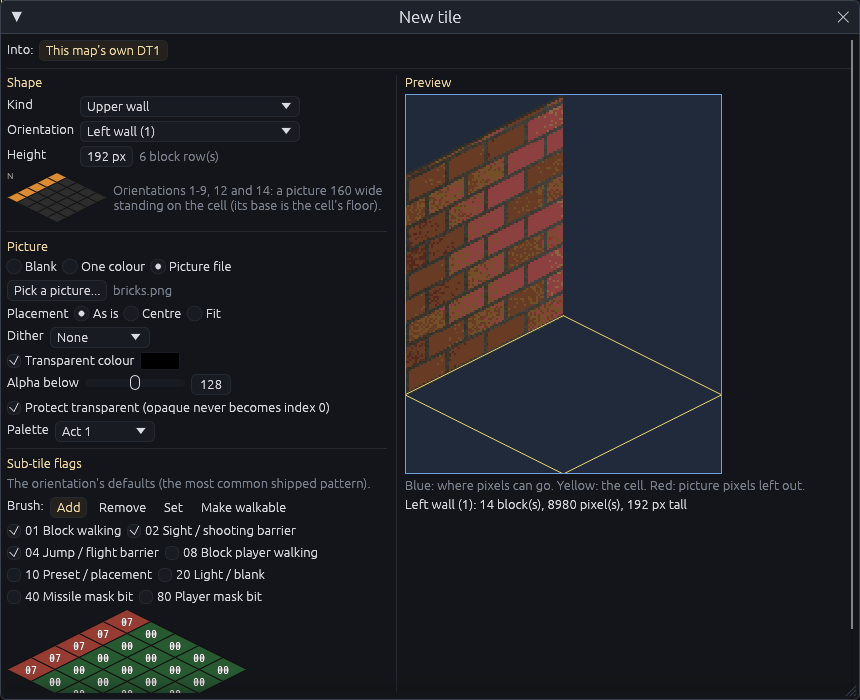 New tile
Into: This map's own DT1
Shape
Kind Upper wall
Orientation Left wall (1)
Height 192 px 6 block row(s)
N
Orientations 1-9, 12 and 14: a picture 160 wide
standing on the cell (its base is the cell's floor).
Picture
Blank One colour Picture file
Pick a picture... bricks.png
Placement As is Centre Fit
Dither None
Transparent colour
Alpha below 128
Protect transparent (opaque never becomes index 0)
Palette Act 1
Sub-tile flags
The orientation's defaults (the most common shipped pattern).
Brush: Add Remove Set Make walkable
01 Block walking 02 Sight / shooting barrier
04 Jump / flight barrier 08 Block player walking
10 Preset / placement 20 Light / blank
40 Missile mask bit 80 Player mask bit
07
07 00
07 00 00
07 00 00 00
07 00 00 00 00
00 00 00 00
Preview
Blue: where pixels can go. Yellow: the cell. Red: picture pixels left out.
Left wall (1): 14 block(s), 8980 pixel(s), 192 px tall